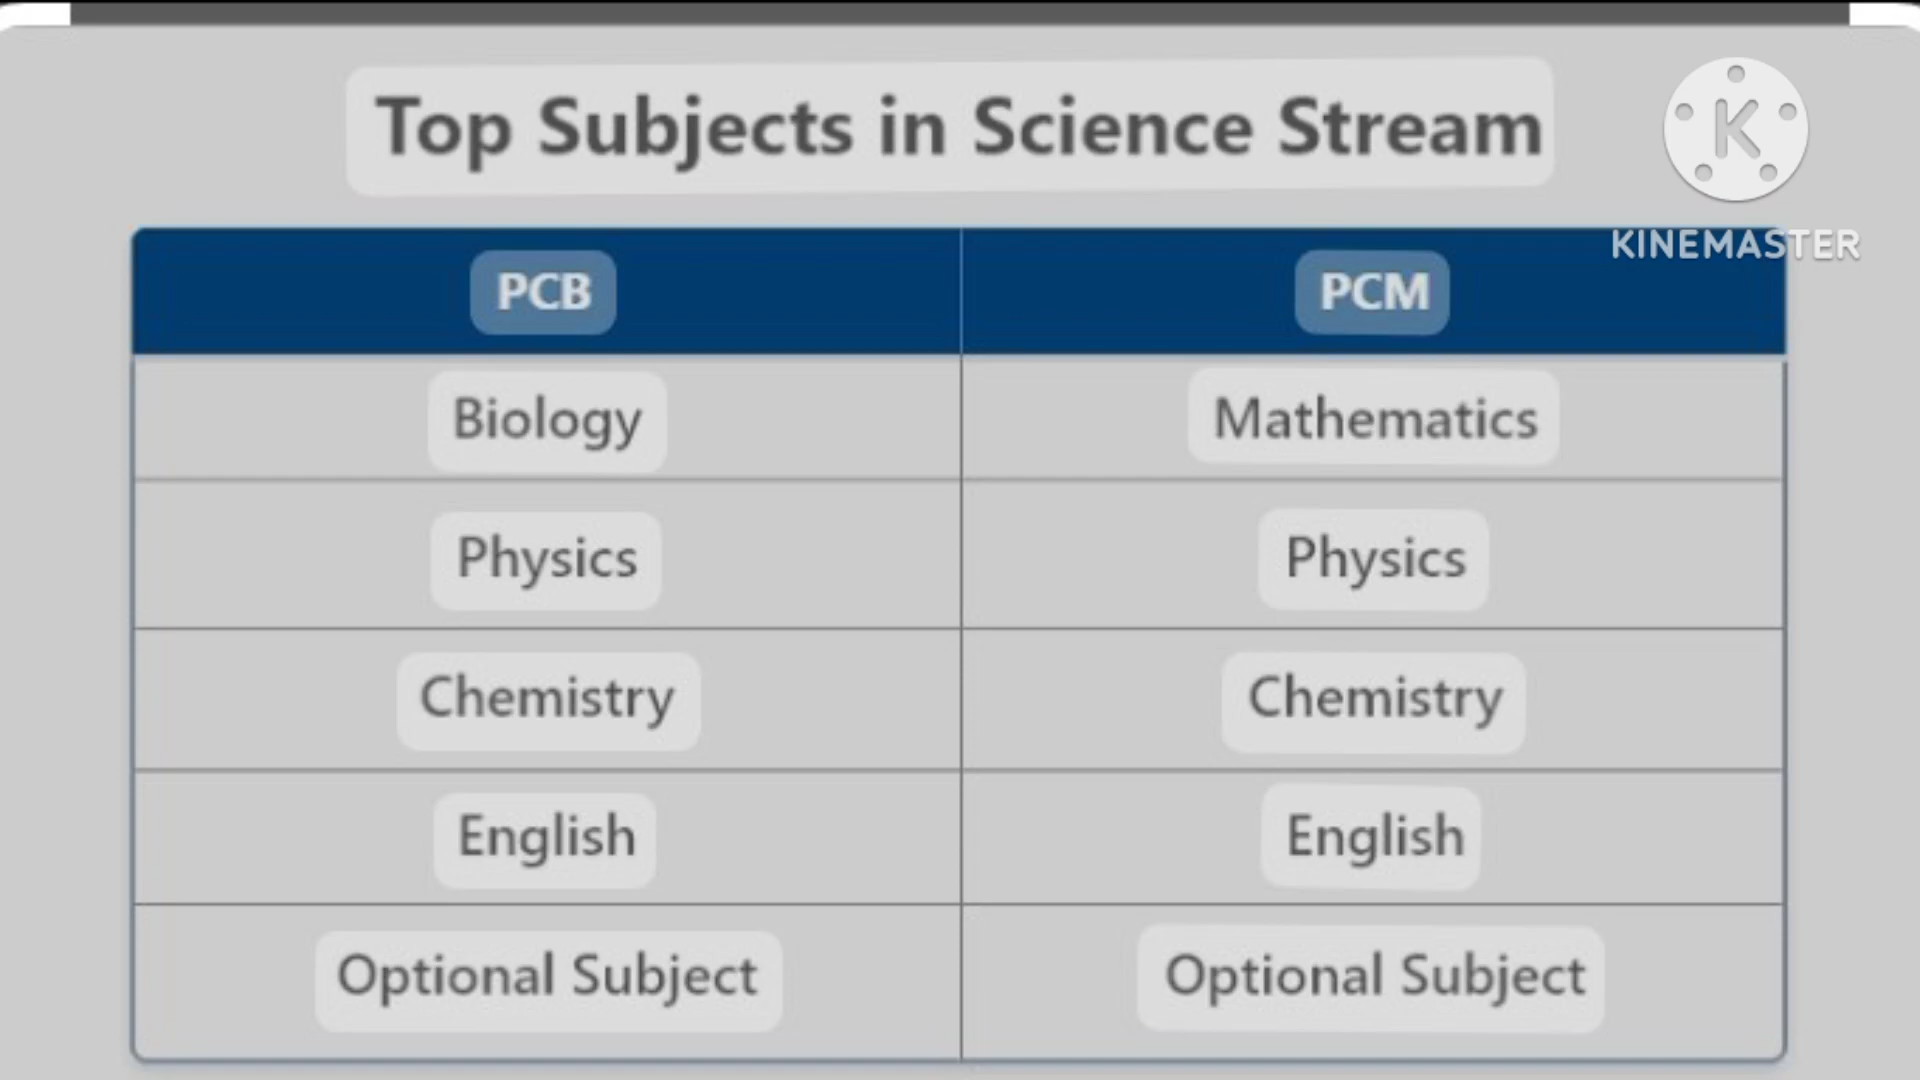 Top Subjects in Science Stream
K
KINEMASTER
PCB PCM
Biology Mathematics
Physics Physics
Chemistry Chemistry
English English
Optional Subject Optional Subject